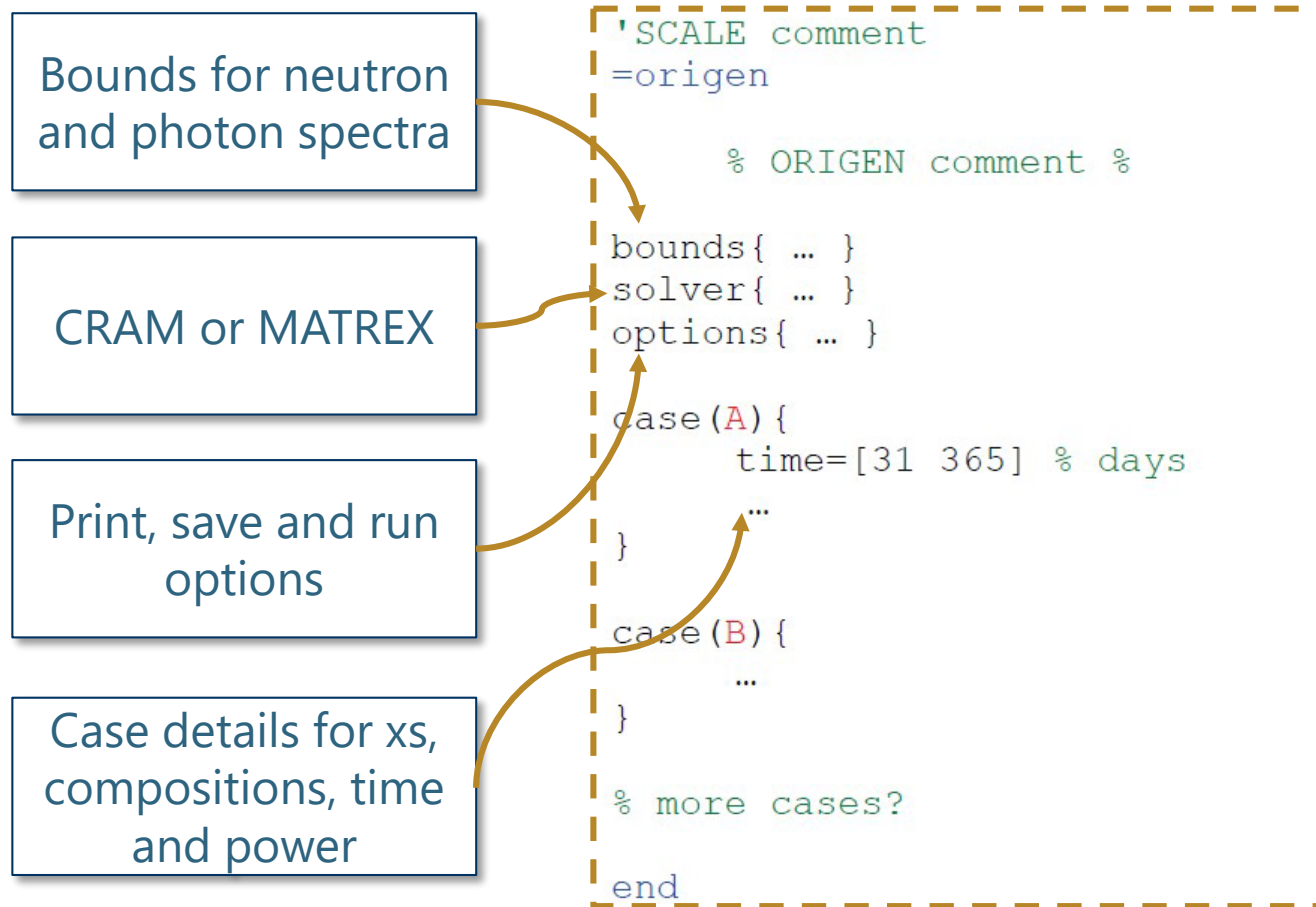 Bounds for neutron
and photon spectra
CRAM or MATREX
Print, save and run
options
Case details for xs,
compositions, time
and power
'SCALE comment
=origen
% ORIGEN comment %
bounds{ … }
solver{ … }
options{ … }
case(A){
time=[31 365] % days
…
}
case(B){
…
}
% more cases?
end